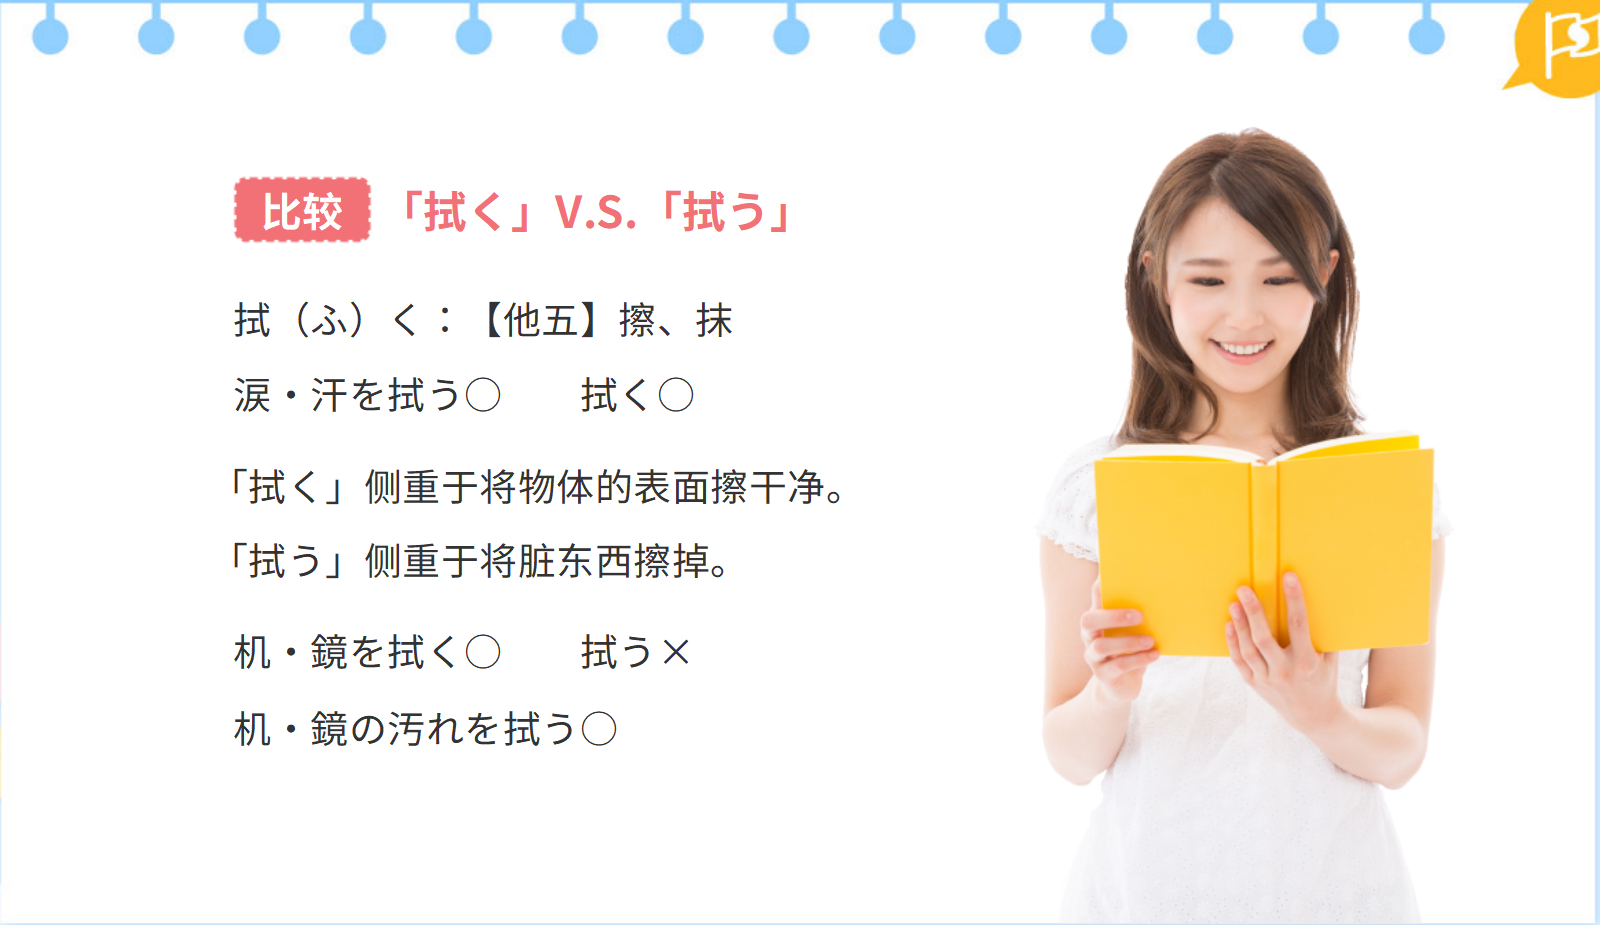 比较 「拭く」V.S.「拭う」
拭（ふ）く：【他五】擦、抹
涙・汗を拭う◯　　拭く◯
「拭く」侧重于将物体的表面擦干净。
「拭う」侧重于将脏东西擦掉。
机・鏡を拭く◯　　拭う×
机・鏡の汚れを拭う◯